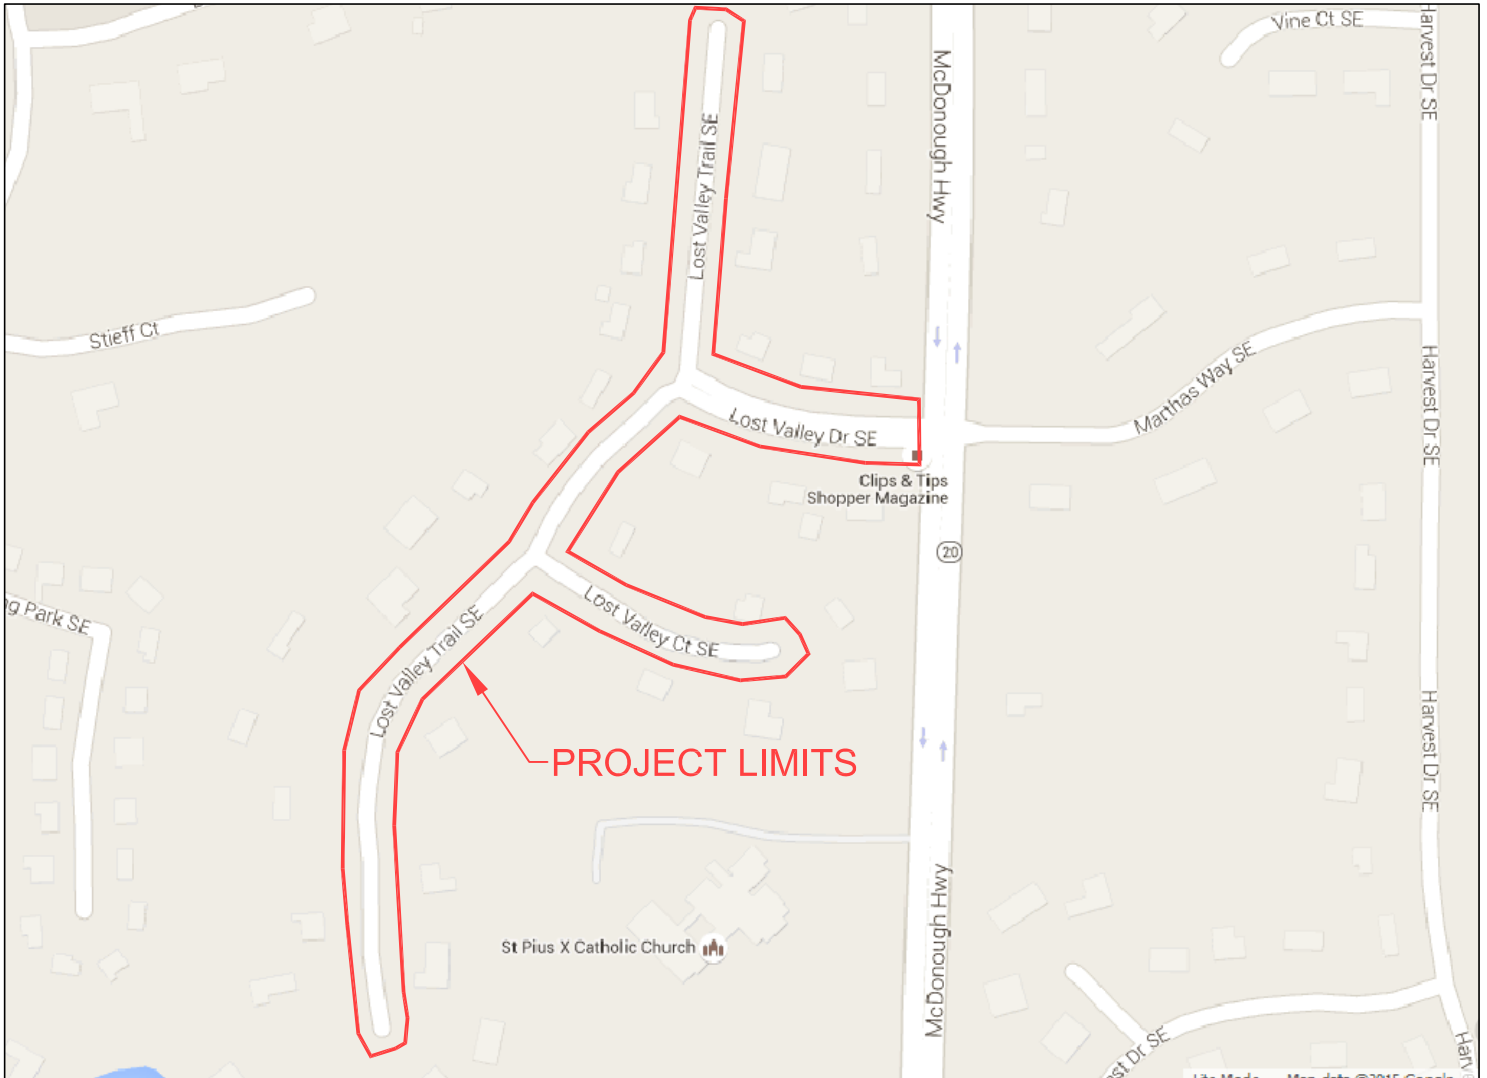 Vine Ct SE
Harvest Dr SE
McDonough Hwy
Lost Valley Trail SE
Stieff Ct
Marthas Way SE
Harvest Dr SE
Lost Valley Dr SE
Clips & Tips
Shopper Magazine
20
Park SE
Lost Valley Ct SE
Lost Valley Trail SE
Harvest Dr SE
PROJECT LIMITS
McDonough Hwy
St Pius X Catholic Church
Dr SE